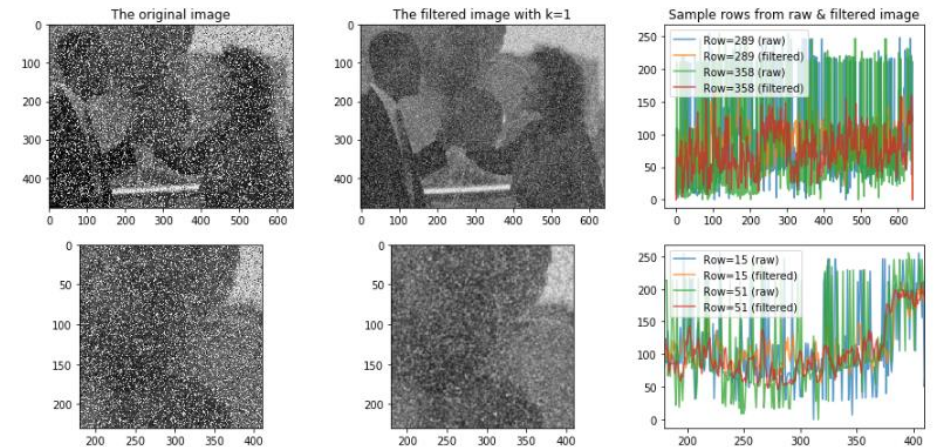 The original image
The filtered image with k=1
Sample rows from raw & filtered image
0
100
200
300
400
0 100 200 300 400 500 600
0
100
200
300
400
0 100 200 300 400 500 600
250
200
150
100
50
0
0 100 200 300 400 500 600
Row=289 (raw)
Row=289 (filtered)
Row=358 (raw)
Row=358 (filtered)
0
50
100
150
200
200 250 300 350 400
0
50
100
150
200
200 250 300 350 400
250
200
150
100
50
0
200 250 300 350 400
Row=15 (raw)
Row=15 (filtered)
Row=51 (raw)
Row=51 (filtered)